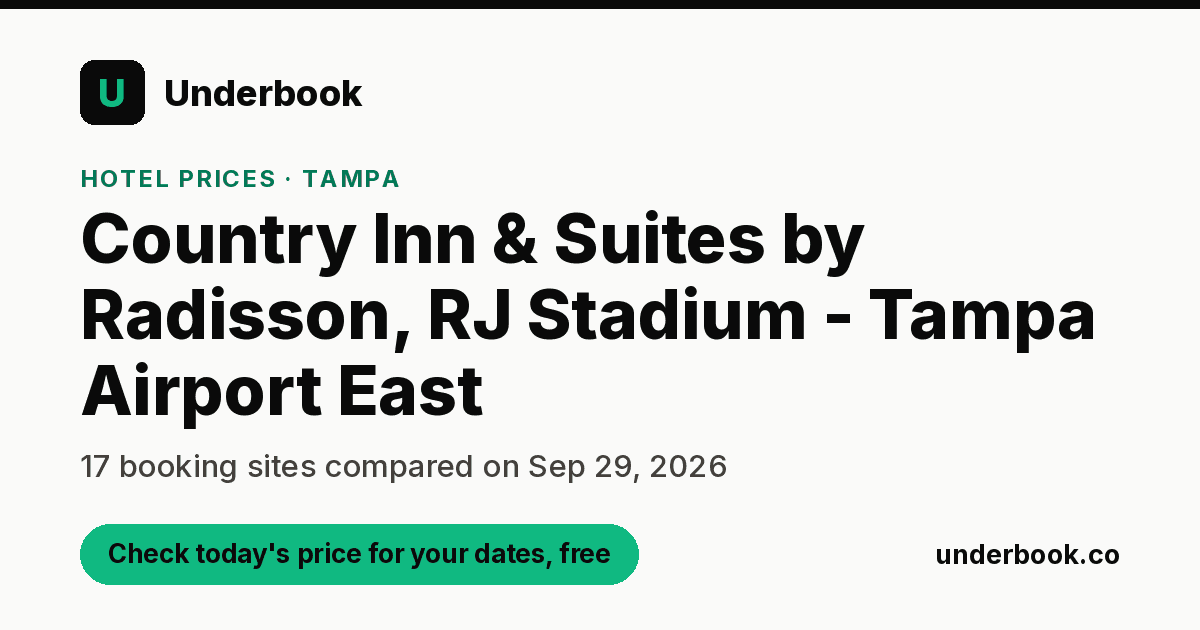 U
Underbook
HOTEL PRICES · TAMPA
Country Inn & Suites by
Radisson, RJ Stadium - Tampa
Airport East
17 booking sites compared on Sep 29, 2026
Check today's price for your dates, free
underbook.co